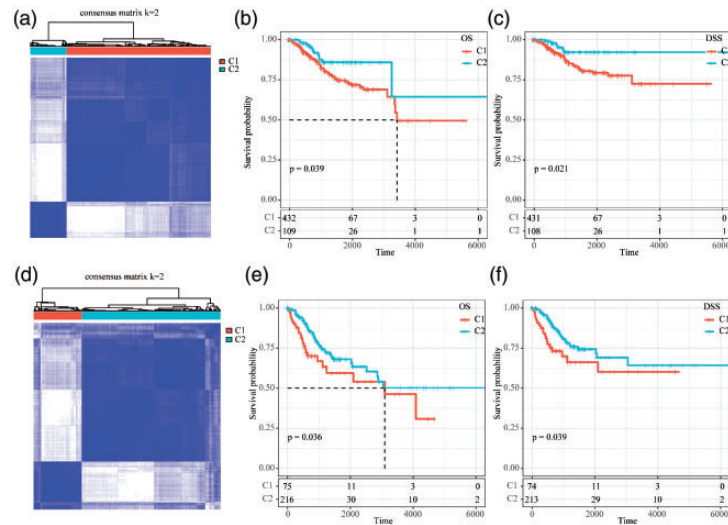 (a)
consensus matrix k=2
C1
C2
(b)
OS
C1
C2
Survival probability
1.00
0.75
0.50
0.25
0.00
p = 0.039
C1 432 67 3 0
C2 109 26 1 1
0 2000 4000 6000
Time
(c)
DSS
C1
C2
Survival probability
1.00
0.75
0.50
0.25
0.00
p = 0.021
C1 431 67 3 0
C2 108 26 1 1
0 2000 4000 6000
Time
(d)
consensus matrix k=2
C1
C2
(e)
OS
C1
C2
Survival probability
1.00
0.75
0.50
0.25
0.00
p = 0.036
C1 75 11 3 0
C2 216 30 10 2
0 2000 4000 6000
Time
(f)
DSS
C1
C2
Survival probability
1.00
0.75
0.50
0.25
0.00
p = 0.039
C1 74 11 3 0
C2 213 29 10 2
0 2000 4000 6000
Time